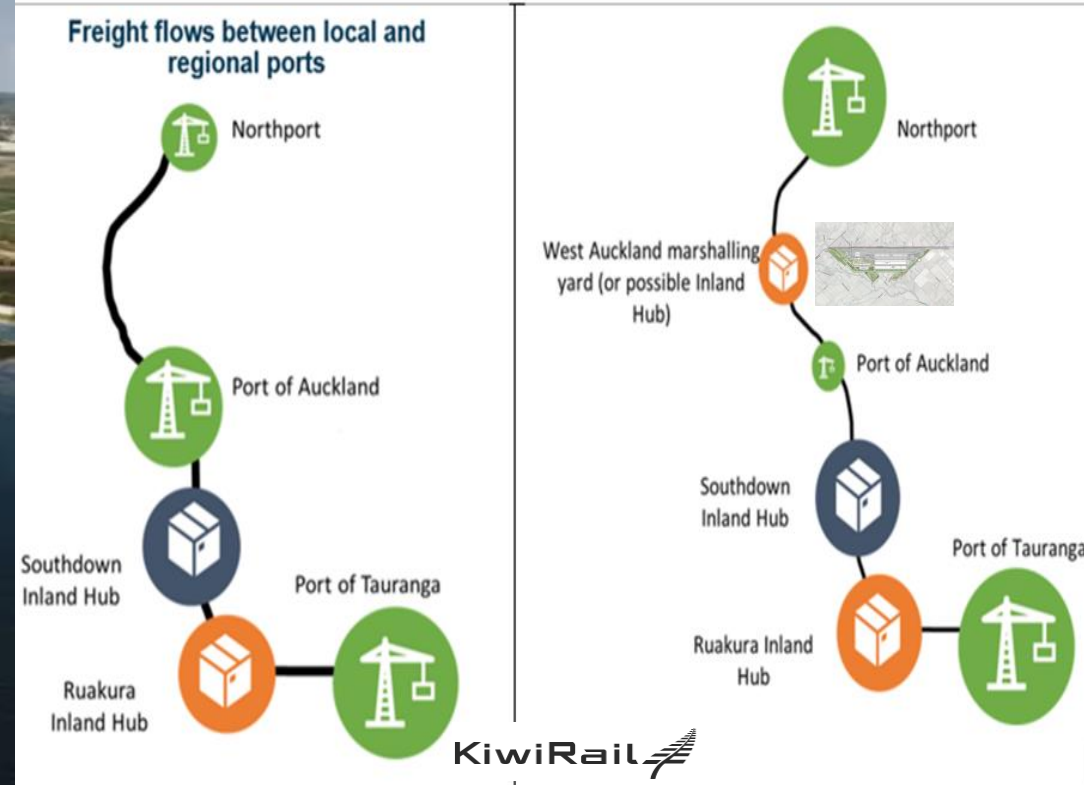 Freight flows between local and
regional ports
Northport
Port of Auckland
Southdown
Inland Hub
Port of Tauranga
Ruakura
Inland Hub
Northport
West Auckland marshalling
yard (or possible Inland
Hub)
Port of Auckland
Southdown
Inland Hub
Port of Tauranga
Ruakura Inland
Hub
KiwiRail